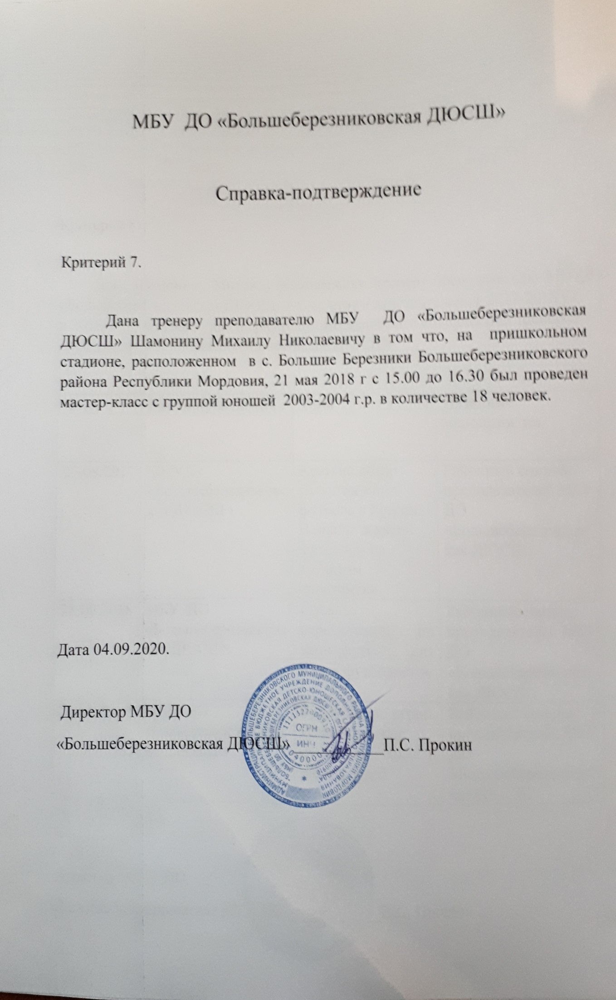 МБУ ДО «Большеберезниковская ДЮСШ»
Справка-подтверждение
Критерий 7.
Дана тренеру преподавателю МБУ ДО «Большеберезниковская
ДЮСШ» Шамонину Михаилу Николаевичу в том что, на пришкольном
стадионе, расположенном в с. Большие Березники Большеберезниковского
района Республики Мордовия, 21 мая 2018 г с 15.00 до 16.30 был проведен
мастер-класс с группой юношей 2003-2004 г.р. в количестве 18 человек.
Дата 04.09.2020.
Директор МБУ ДО
«Большеберезниковская ДЮСШ» ____________П.С. Прокин
ОГРН
ИНН